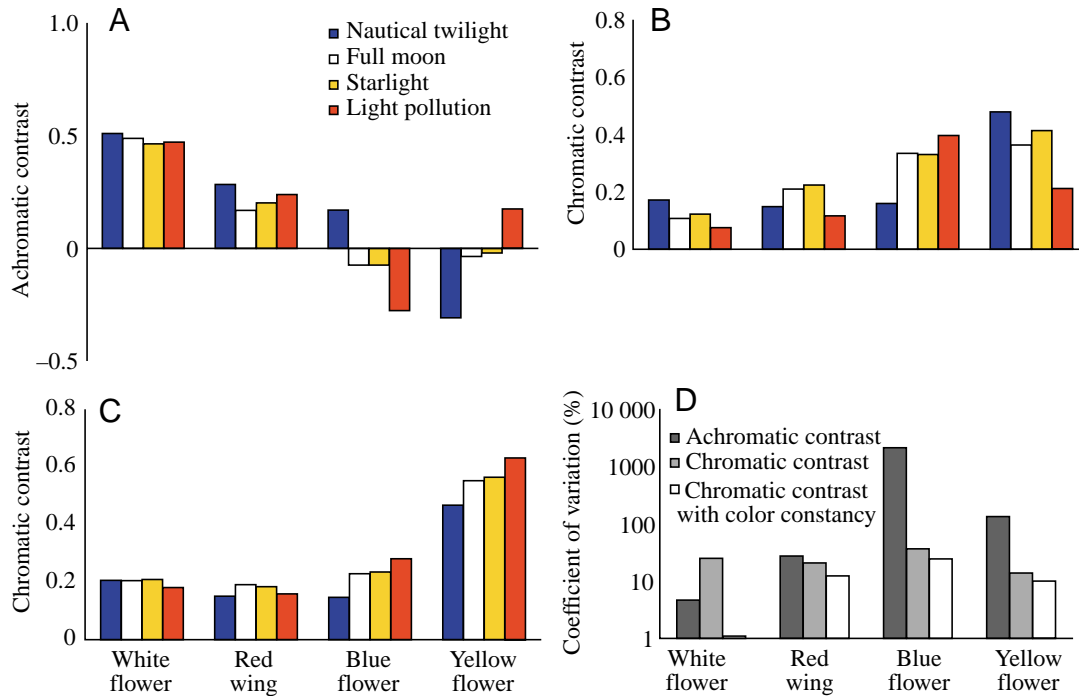 A
Achromatic contrast
1.0
0.5
0
–0.5
Nautical twilight
Full moon
Starlight
Light pollution
B
Chromatic contrast
0.8
0.6
0.4
0.2
0
C
Chromatic contrast
0.8
0.6
0.4
0.2
0
White
flower
Red
wing
Blue
flower
Yellow
flower
D
Coefficient of variation (%)
10 000
1000
100
10
1
Achromatic contrast
Chromatic contrast
Chromatic contrast
with color constancy
White
flower
Red
wing
Blue
flower
Yellow
flower